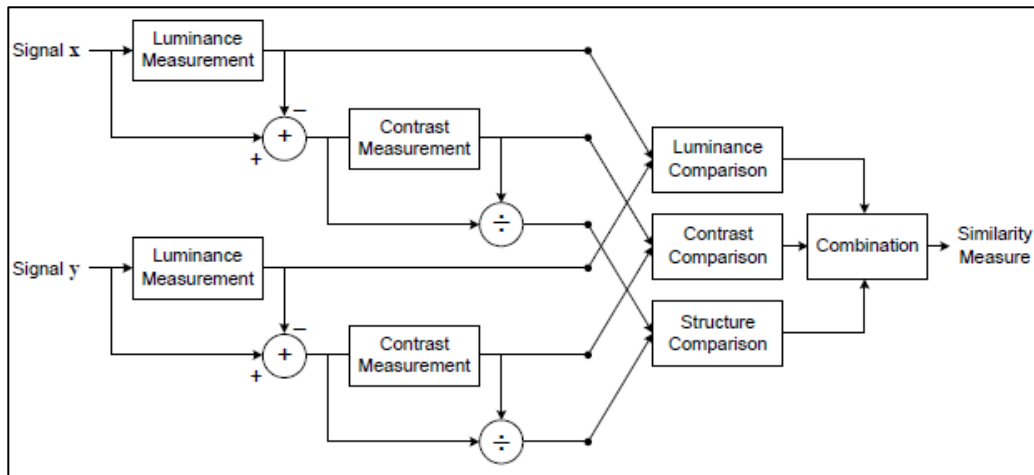 Signal x
Luminance
Measurement
−
+
+
Contrast
Measurement
÷
Signal y
Luminance
Measurement
−
+
+
Contrast
Measurement
÷
Luminance
Comparison
Contrast
Comparison
Structure
Comparison
Combination
Similarity
Measure